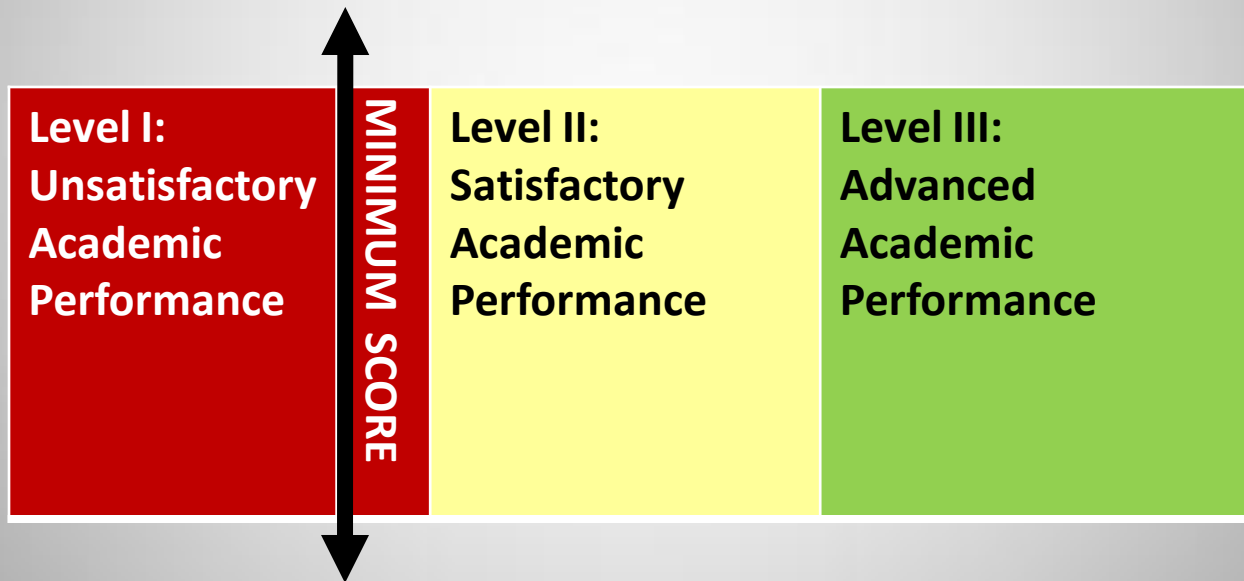 Level I:
Unsatisfactory
Academic
Performance
MINIMUM SCORE
Level II:
Satisfactory
Academic
Performance
Level III:
Advanced
Academic
Performance